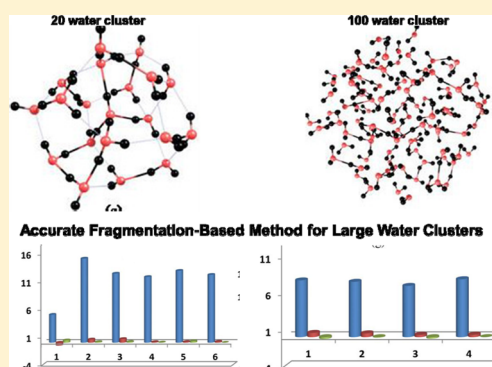 20 water cluster
100 water cluster
(a)
Accurate Fragmentation-Based Method for Large Water Clusters
16
11
6
1
-4
1 2 3 4 5 6
11
6
1
1 2 3 4